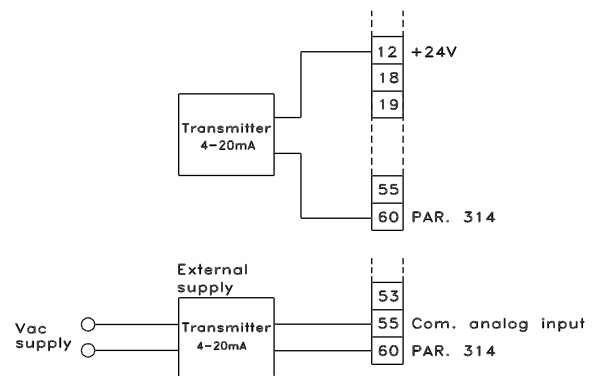 12 +24V
18
19
Transmitter
4-20mA
55
60 PAR. 314
External
supply
53
Vac
supply
Transmitter
4-20mA
55 Com. analog input
60 PAR. 314